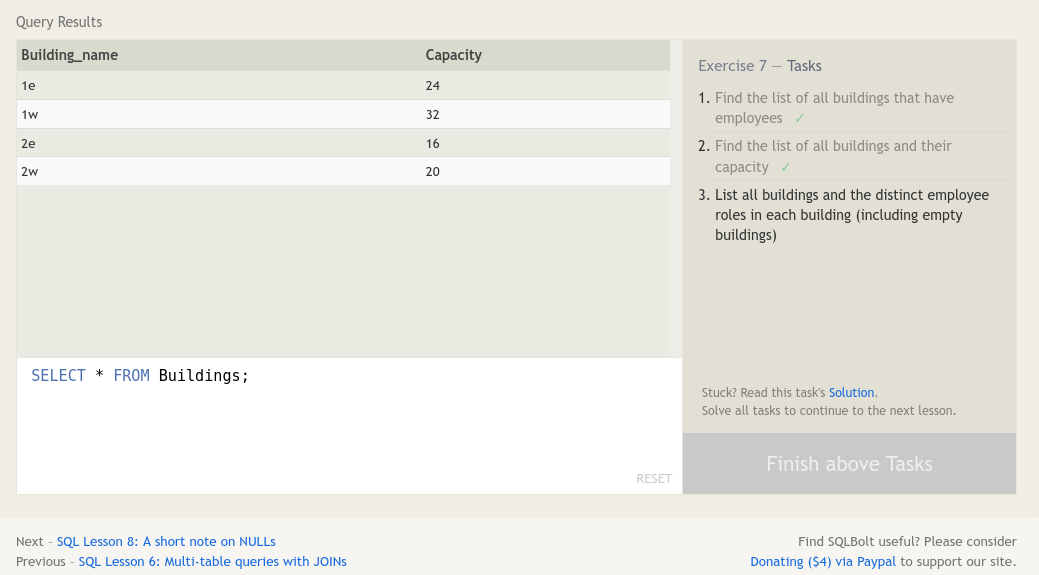 Query Results
Building_name Capacity
1e 24
1w 32
2e 16
2w 20
SELECT * FROM Buildings;
RESET
Exercise 7 — Tasks
1. Find the list of all buildings that have
employees ✓
2. Find the list of all buildings and their
capacity ✓
3. List all buildings and the distinct employee
roles in each building (including empty
buildings)
Stuck? Read this task's Solution.
Solve all tasks to continue to the next lesson.
Finish above Tasks
Next - SQL Lesson 8: A short note on NULLs
Previous - SQL Lesson 6: Multi-table queries with JOINs
Find SQLBolt useful? Please consider
Donating ($4) via Paypal to support our site.